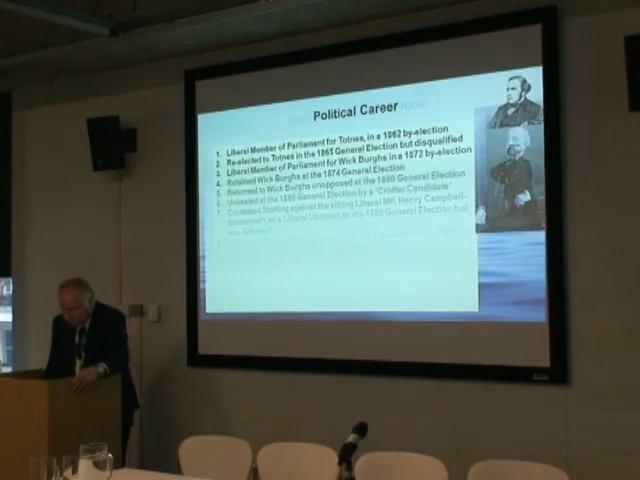 Political Career
1. Liberal Member of Parliament for Totnes, in a 1862 by-election
2. Re-elected to Totnes in the 1865 General Election but disqualified
3. Liberal Member of Parliament for Wick Burghs in a 1872 by-election
4. Retained Wick Burghs at the 1874 General Election
5. Returned to Wick Burghs unopposed at the 1880 General Election
6. Unseated at the 1885 General Election by a 'Crofter Candidate'
7. Contested Stirling against the sitting Liberal MP, Henry Campbell-
Bannerman, as a Liberal Unionist, in the General Election but
was defeated